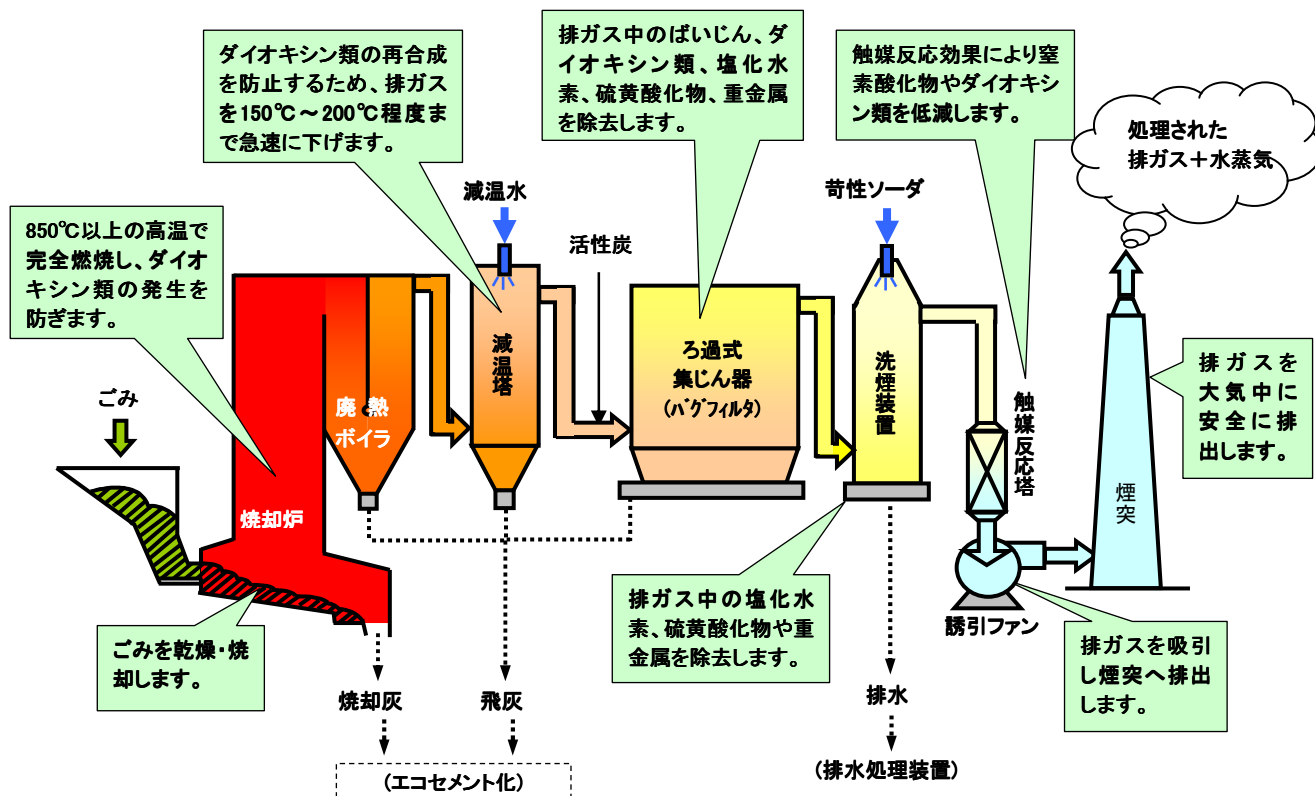 ダイオキシン類の再合成
を防止するため、排ガス
を150℃～200℃程度ま
で急速に下げます。
排ガス中のばいじん、ダ
イオキシン類、塩化水
素、硫黄酸化物、重金属
を除去します。
触媒反応効果により窒
素酸化物やダイオキシ
ン類を低減します。
処理された
排ガス＋水蒸気
850℃以上の高温で
完全燃焼し、ダイオ
キシン類の発生を
防ぎます。
減温水
活性炭
苛性ソーダ
ごみ
廃熱
ボイラ
減温塔
ろ過式
集じん器
(ﾊﾞｸﾞﾌｨﾙﾀ)
洗煙装置
触媒反応塔
煙突
排ガスを
大気中に
安全に排
出します。
焼却炉
ごみを乾燥・焼
却します。
排ガス中の塩化水
素、硫黄酸化物や重
金属を除去します。
誘引ファン
排ガスを吸引
し煙突へ排出
します。
焼却灰
飛灰
排水
(エコセメント化)
(排水処理装置)